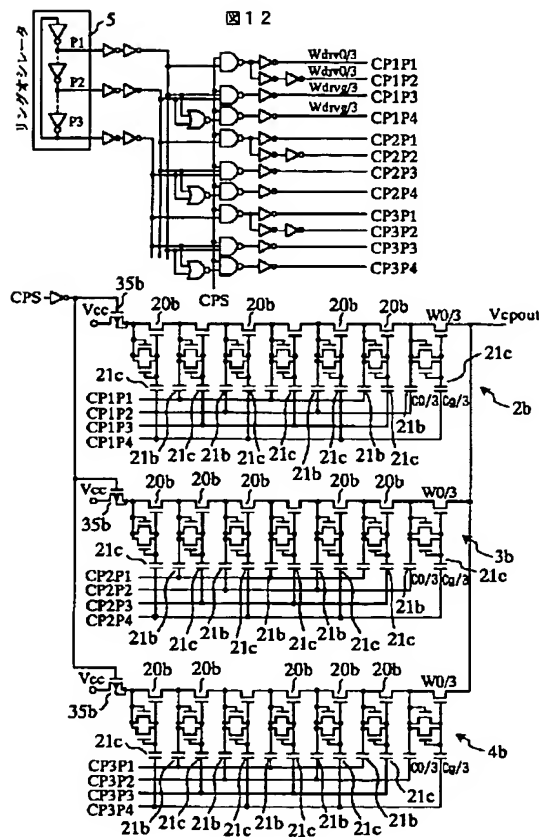 図12
5
リングオシレータ
P1
P2
P3
Wdrv0/3
CP1P1
Wdrv0/3
CP1P2
Wdrvg/3
CP1P3
Wdrvg/3
CP1P4
CP2P1
CP2P2
CP2P3
CP2P4
CP3P1
CP3P2
CP3P3
CP3P4
CPS
CPS
35b
Vcc
20b 20b 20b 20b
W0/3
Vcpout
21c
21c
2b
CP1P1
CP1P2
CP1P3
CP1P4
C0/3 Cg/3
21b 21c 21b 21c 21b 21c 21b 21c
21b
Vcc
35b
20b 20b 20b 20b
W0/3
3b
21c
21c
CP2P1
CP2P2
CP2P3
CP2P4
C0/3 Cg/3
21b
21b 21c 21b 21c 21b 21c 21b 21c
Vcc
35b
20b 20b 20b 20b
W0/3
4b
21c
CP3P1
CP3P2
CP3P3
CP3P4
C0/3 Cg/3
21c
21b 21c 21b 21c 21b 21c 21b 21b 21c